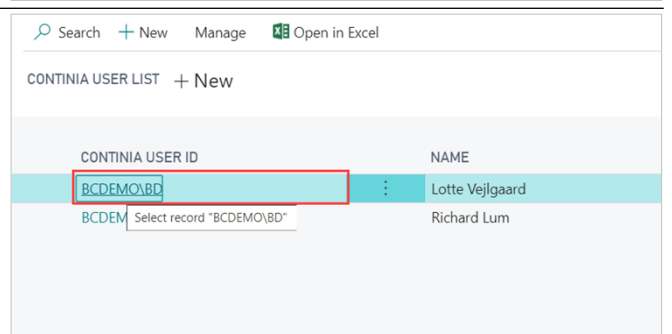 Search + New Manage Open in Excel
CONTINIA USER LIST + New
CONTINIA USER ID NAME
BCDEMO\BD Lotte Vejlgaard
BCDEM Select record "BCDEMO\BD" Richard Lum